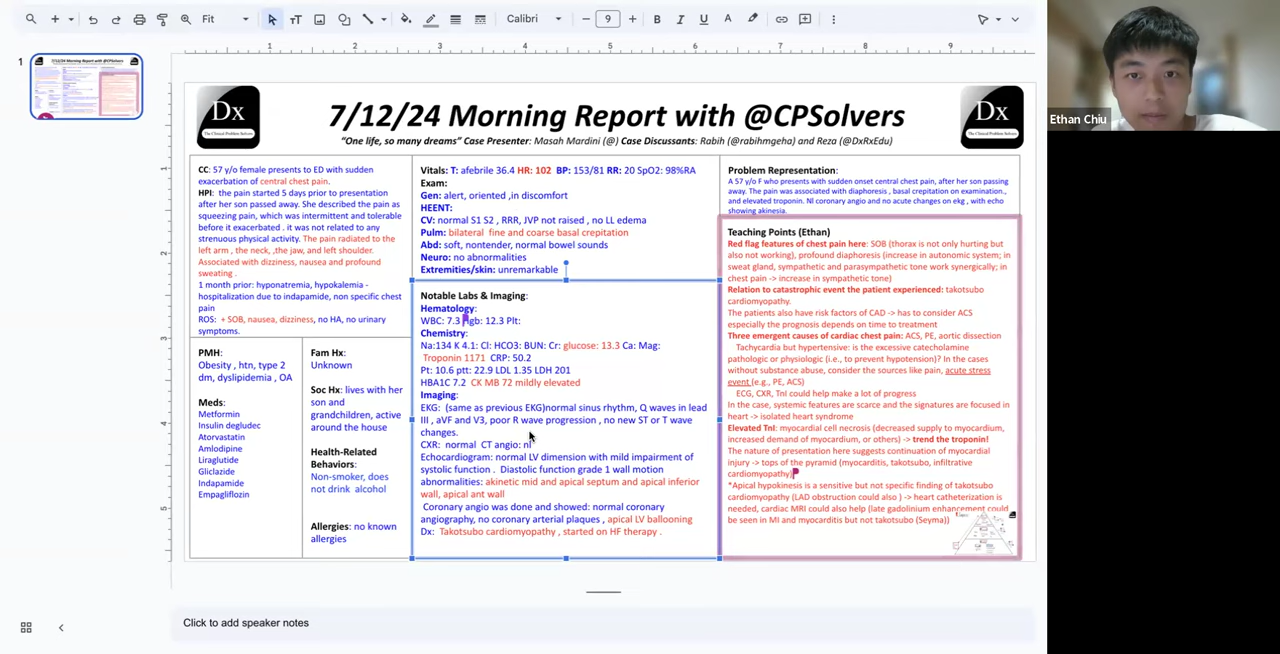 Fit
Calibri
9
1
2
3
4
5
6
7
8
9
1
2
3
4
5
1
Ethan Chiu
Dx
The Clinical Problem Solvers
7/12/24 Morning Report with @CPSolvers
“One life, so many dreams” Case Presenter: Masah Mardini (@) Case Discussants: Rabih (@rabihmgeha) and Reza (@DxRxEdu)
Dx
The Clinical Problem Solvers
CC: 57 y/o female presents to ED with sudden
exacerbation of central chest pain.
HPI:  the pain started 5 days prior to presentation
after her son passed away. She described the pain as
squeezing pain, which was intermittent and tolerable
before it exacerbated . it was not related to any
strenuous physical activity. The pain radiated to the
left arm , the neck, ,the jaw, and left shoulder.
Associated with dizziness, nausea and profound
sweating .
1 month prior: hyponatremia, hypokalemia -
hospitalization due to indapamide, non specific chest
pain
ROS:  + SOB, nausea, dizziness, no HA, no urinary
symptoms.
PMH:
Obesity , htn, type 2
dm, dyslipidemia , OA
Meds:
Metformin
Insulin degludec
Atorvastatin
Amlodipine
Liraglutide
Gliclazide
Indapamide
Empagliflozin
Fam Hx:
Unknown
Soc Hx: lives with her
son and
grandchildren, active
around the house
Health-Related
Behaviors:
Non-smoker, does
not drink  alcohol
Allergies: no known
allergies
Vitals: T: afebrile 36.4 HR: 102  BP: 153/81 RR: 20 SpO2: 98%RA
Exam:
Gen: alert, oriented ,in discomfort
HEENT:
CV: normal S1 S2 , RRR, JVP not raised , no LL edema
Pulm: bilateral  fine and coarse basal crepitation
Abd: soft, nontender, normal bowel sounds
Neuro: no abnormalities
Extremities/skin: unremarkable
Notable Labs & Imaging:
Hematology:
WBC: 7.3 Hgb: 12.3 Plt:
Chemistry:
Na:134 K 4.1: Cl: HCO3: BUN: Cr: glucose: 13.3 Ca: Mag:
Troponin 1171  CRP: 50.2
Pt: 10.6 ptt: 22.9 LDL 1.35 LDH 201
HBA1C 7.2  CK MB 72 mildly elevated
Imaging:
EKG:  (same as previous EKG)normal sinus rhythm, Q waves in lead
III , aVF and V3, poor R wave progression , no new ST or T wave
changes.
CXR:  normal  CT angio: nl
Echocardiogram: normal LV dimension with mild impairment of
systolic function .  Diastolic function grade 1 wall motion
abnormalities: akinetic mid and apical septum and apical inferior
wall, apical ant wall
Coronary angio was done and showed: normal coronary
angiography, no coronary arterial plaques , apical LV ballooning
Dx:  Takotsubo cardiomyopathy , started on HF therapy .
Problem Representation:
A 57 y/o F who presents with sudden onset central chest pain, after her son passing
away. The pain was associated with diaphoresis , basal crepitation on examination.,
and elevated troponin. Nl coronary angio and no acute changes on ekg , with echo
showing akinesia.
Teaching Points (Ethan)
Red flag features of chest pain here: SOB (thorax is not only hurting but
also not working), profound diaphoresis (increase in autonomic system; in
sweat gland, sympathetic and parasympathetic tone work synergically; in
chest pain -> increase in sympathetic tone)
Relation to catastrophic event the patient experienced: takotsubo
cardiomyopathy.
The patients also have risk factors of CAD -> has to consider ACS
especially the prognosis depends on time to treatment
Three emergent causes of cardiac chest pain: ACS, PE, aortic dissection
Tachycardia but hypertensive: is the excessive catecholamine
pathologic or physiologic (i.e., to prevent hypotension)? In the cases
without substance abuse, consider the sources like pain, acute stress
event (e.g., PE, ACS)
ECG, CXR, TnI could help make a lot of progress
In the case, systemic features are scarce and the signatures are focused in
heart -> isolated heart syndrome
Elevated TnI: myocardial cell necrosis (decreased supply to myocardium,
increased demand of myocardium, or others) -> trend the troponin!
The nature of presentation here suggests continuation of myocardial
injury -> tops of the pyramid (myocarditis, takotsubo, infiltrative
cardiomyopathy)
*Apical hypokinesis is a sensitive but not specific finding of takotsubo
cardiomyopathy (LAD obstruction could also ) -> heart catheterization is
needed, cardiac MRI could also help (late gadolinium enhancement could
be seen in MI and myocarditis but not takotsubo (Seyma))
Click to add speaker notes